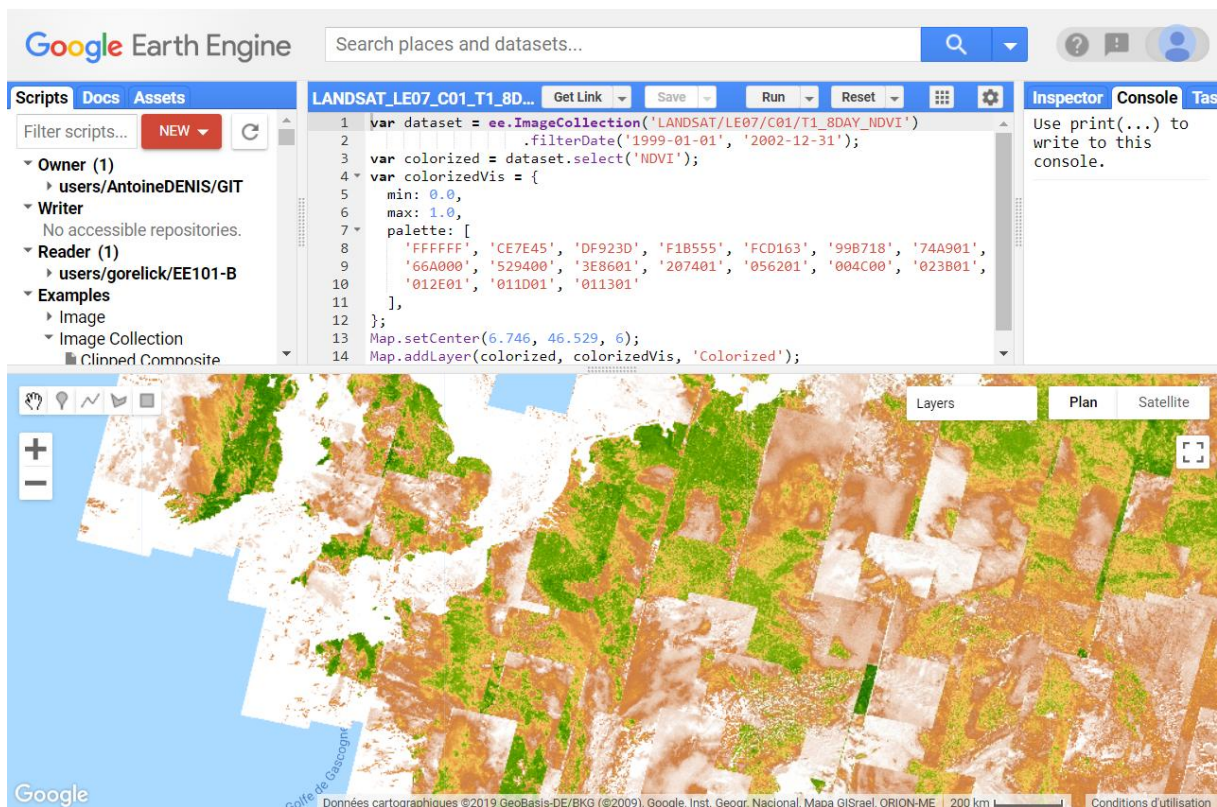 Google Earth Engine
Search places and datasets...
Scripts Docs Assets
Filter scripts... NEW
Owner (1)
users/AntoineDENIS/GIT
Writer
No accessible repositories.
Reader (1)
users/gorelick/EE101-B
Examples
Image
Image Collection
Clipped Composite
LANDSAT_LE07_C01_T1_8D... Get Link Save Run Reset
1 var dataset = ee.ImageCollection('LANDSAT/LE07/C01/T1_8DAY_NDVI')
2 .filterDate('1999-01-01', '2002-12-31');
3 var colorized = dataset.select('NDVI');
4 var colorizedVis = {
5 min: 0.0,
6 max: 1.0,
7 palette: [
8 'FFFFFF', 'CE7E45', 'DF923D', 'F1B555', 'FCD163', '99B718', '74A901',
9 '66A000', '529400', '3E8601', '207401', '056201', '004C00', '023B01',
10 '012E01', '011D01', '011301'
11 ],
12 };
13 Map.setCenter(6.746, 46.529, 6);
14 Map.addLayer(colorized, colorizedVis, 'Colorized');
Inspector Console Tas
Use print(...) to
write to this
console.
Layers
Plan Satellite
Golfe de Gascogne
Google
Données cartographiques ©2019 GeoBasis-DE/BKG (©2009), Google, Inst. Geogr. Nacional, Mapa GISrael, ORION-ME 200 km Conditions d'utilisation